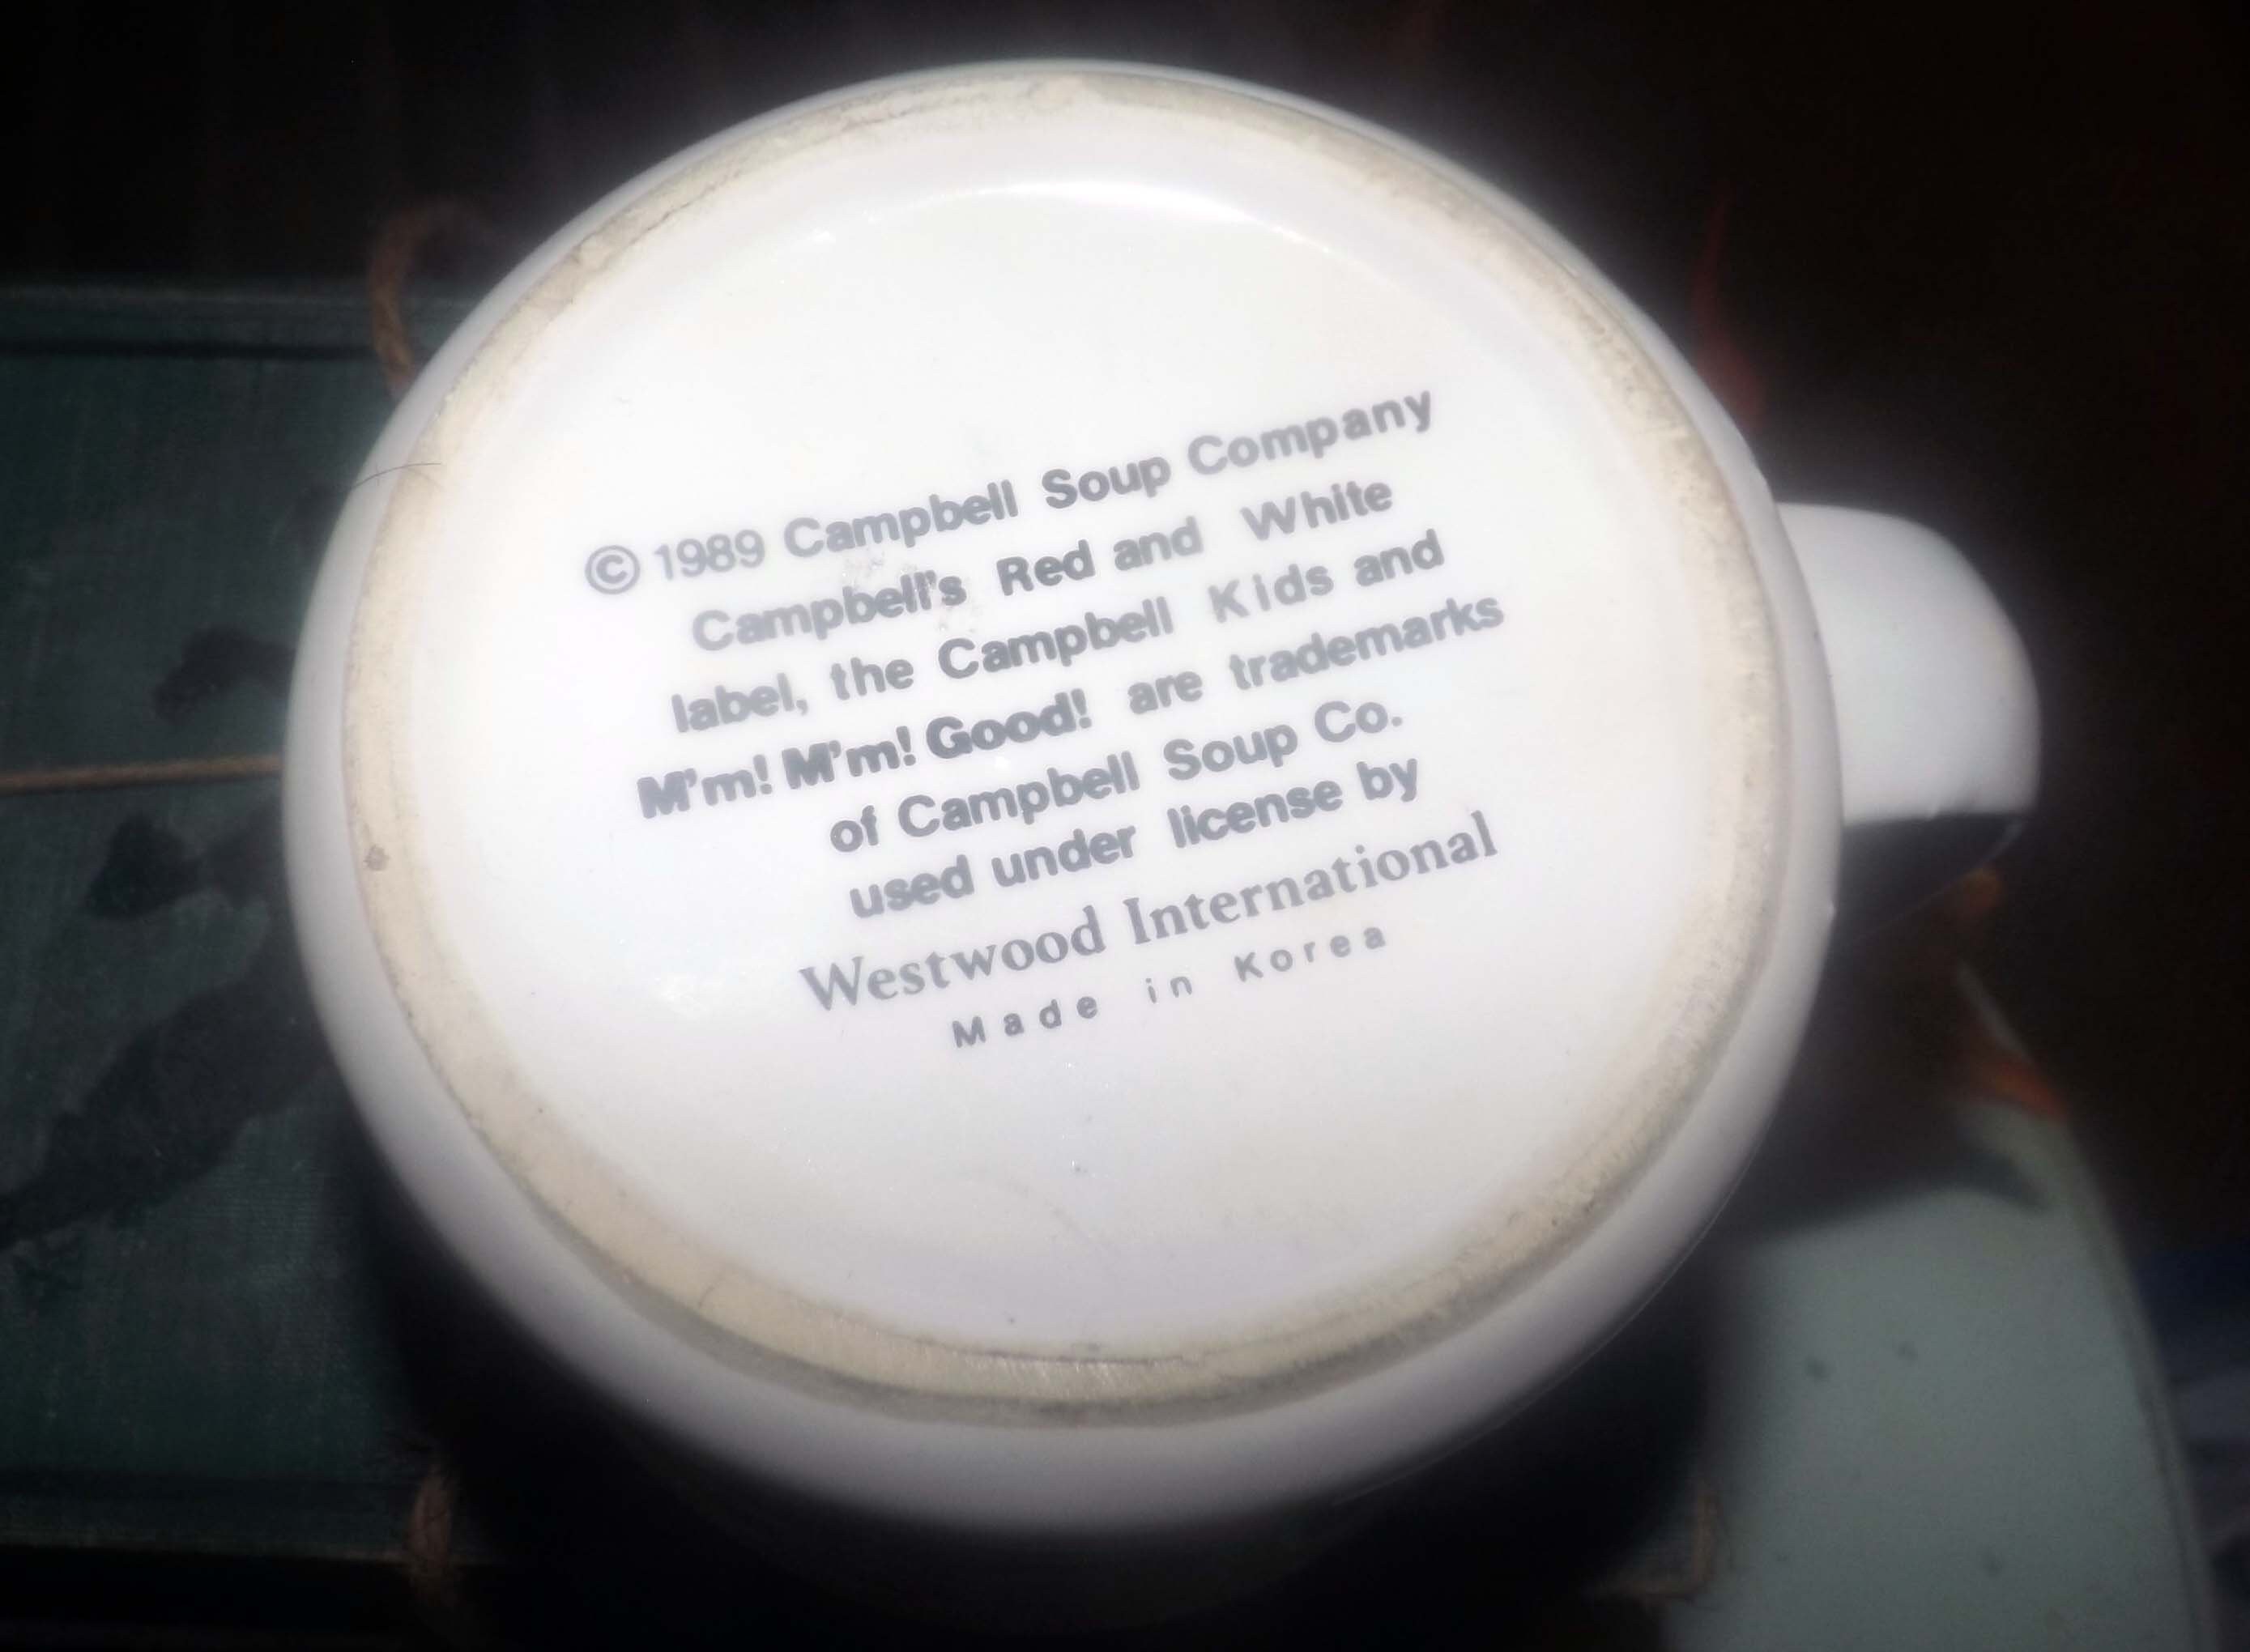 © 1989 Campbell Soup Company
Campbell's Red and White
label, the Campbell Kids and
M'm! M'm! Good! are trademarks
of Campbell Soup Co.
used under license by
Westwood International
Made in Korea